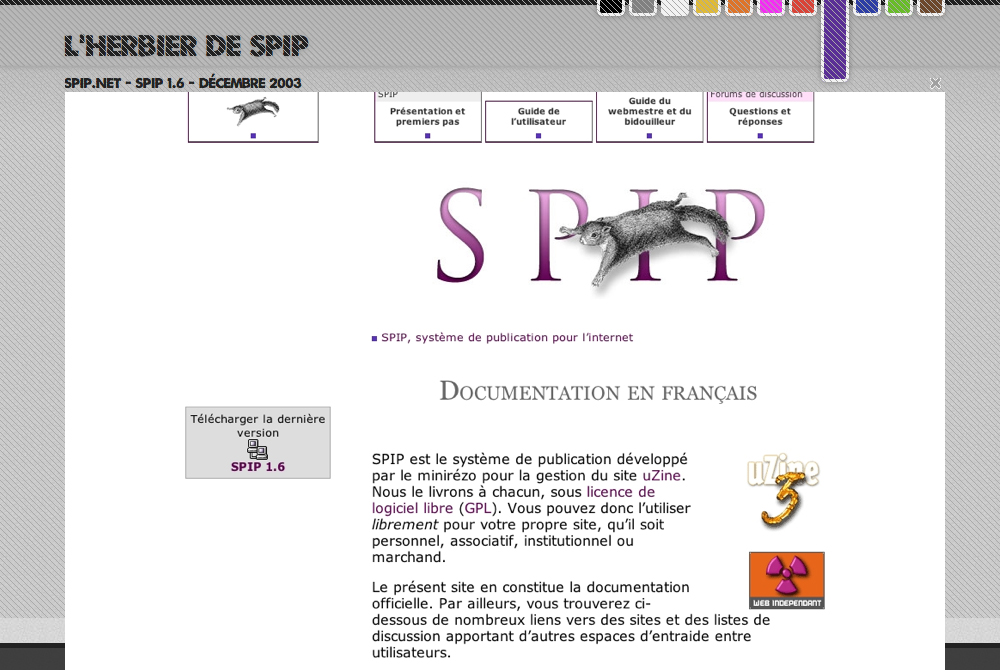 L'HERBIER DE SPIP
SPIP.NET - SPIP 1.6 - DÉCEMBRE 2003
SPIP
Présentation et
premiers pas
Guide de
l'utilisateur
Guide du
webmestre et du
bidouilleur
Forums de discussion
Questions et
réponses
SPIP
SPIP, système de publication pour l'internet
Documentation en français
Télécharger la dernière
version
SPIP 1.6
SPIP est le système de publication développé
par le minirézo pour la gestion du site uZine.
Nous le livrons à chacun, sous licence de
logiciel libre (GPL). Vous pouvez donc l'utiliser
librement pour votre propre site, qu'il soit
personnel, associatif, institutionnel ou
marchand.
uZine
3
WEB INDEPENDANT
Le présent site en constitue la documentation
officielle. Par ailleurs, vous trouverez ci-
dessous de nombreux liens vers des sites et des listes de
discussion apportant d'autres espaces d'entraide entre
utilisateurs.